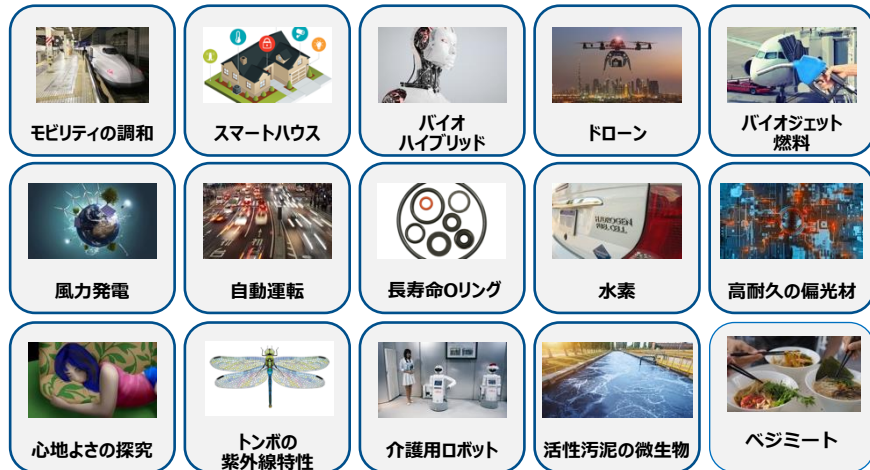 モビリティの調和
スマートハウス
バイオ
ハイブリッド
ドローン
バイオジェット
燃料
風力発電
自動運転
長寿命Oリング
水素
高耐久の偏光材
心地よさの探究
トンボの
紫外線特性
介護用ロボット
活性汚泥の微生物
ベジミート